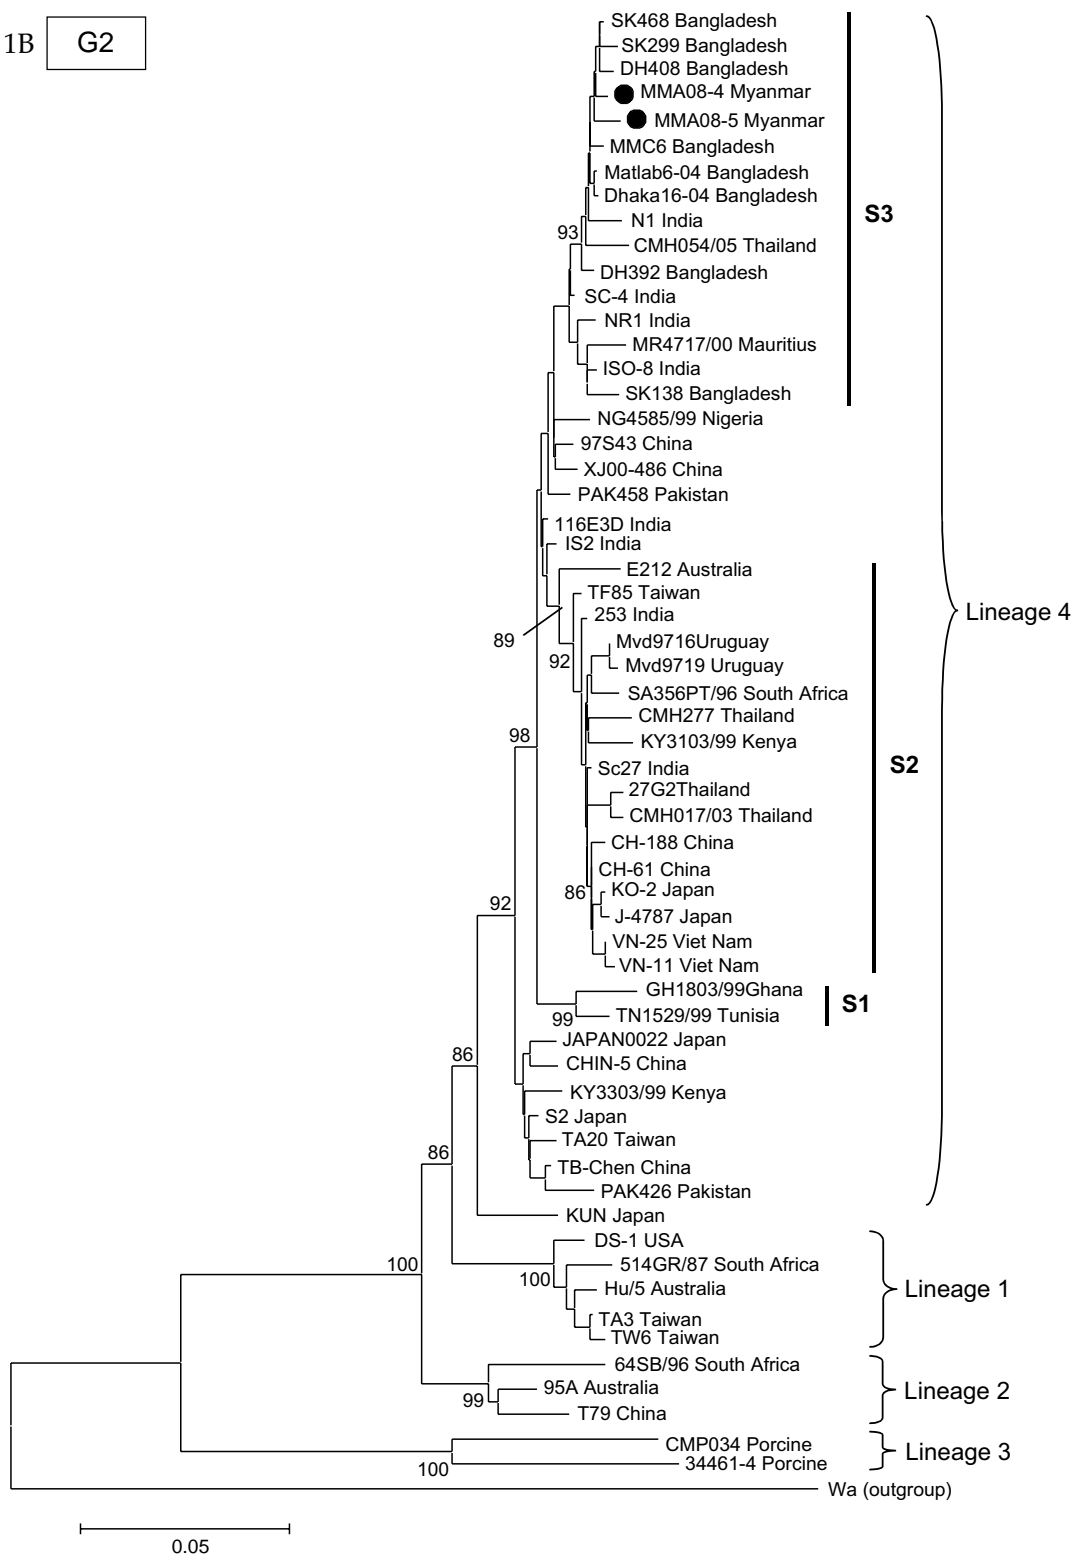 1B
G2
SK468 Bangladesh
SK299 Bangladesh
DH408 Bangladesh
MMA08-4 Myanmar
MMA08-5 Myanmar
MMC6 Bangladesh
Matlab6-04 Bangladesh
Dhaka16-04 Bangladesh
S3
N1 India
93
CMH054/05 Thailand
DH392 Bangladesh
SC-4 India
NR1 India
MR4717/00 Mauritius
ISO-8 India
SK138 Bangladesh
NG4585/99 Nigeria
97S43 China
XJ00-486 China
PAK458 Pakistan
116E3D India
IS2 India
E212 Australia
TF85 Taiwan
Lineage 4
253 India
89
Mvd9716Uruguay
92
Mvd9719 Uruguay
SA356PT/96 South Africa
CMH277 Thailand
98
KY3103/99 Kenya
S2
Sc27 India
27G2Thailand
CMH017/03 Thailand
CH-188 China
CH-61 China
86
KO-2 Japan
92
J-4787 Japan
VN-25 Viet Nam
VN-11 Viet Nam
GH1803/99Ghana
S1
99
TN1529/99 Tunisia
JAPAN0022 Japan
86
CHIN-5 China
KY3303/99 Kenya
S2 Japan
TA20 Taiwan
86
TB-Chen China
PAK426 Pakistan
KUN Japan
DS-1 USA
100
514GR/87 South Africa
100
Hu/5 Australia
Lineage 1
TA3 Taiwan
TW6 Taiwan
64SB/96 South Africa
95A Australia
Lineage 2
99
T79 China
CMP034 Porcine
Lineage 3
100
34461-4 Porcine
Wa (outgroup)
0.05